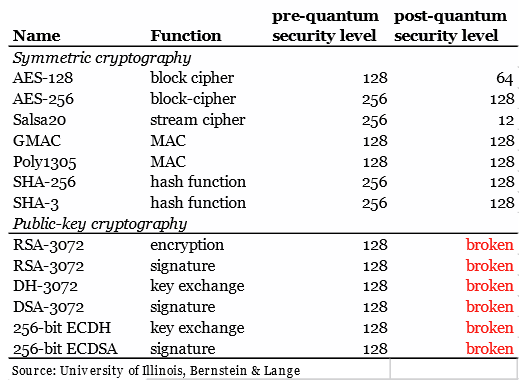 pre-quantum post-quantum
Name Function security level security level
Symmetric cryptography
AES-128 block cipher 128 64
AES-256 block-cipher 256 128
Salsa20 stream cipher 256 12
GMAC MAC 128 128
Poly1305 MAC 128 128
SHA-256 hash function 256 128
SHA-3 hash function 256 128
Public-key cryptography
RSA-3072 encryption 128 broken
RSA-3072 signature 128 broken
DH-3072 key exchange 128 broken
DSA-3072 signature 128 broken
256-bit ECDH key exchange 128 broken
256-bit ECDSA signature 128 broken
Source: University of Illinois, Bernstein & Lange